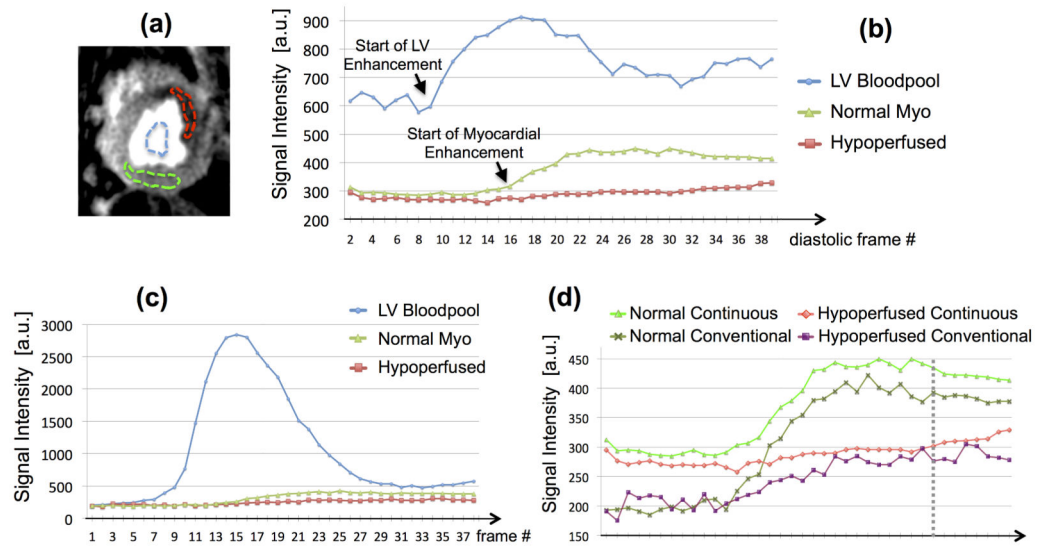 (a)
(b)
Signal Intensity [a.u.]
900
800
700
600
500
400
300
200
Start of LV
Enhancement
Start of Myocardial
Enhancement
LV Bloodpool
Normal Myo
Hypoperfused
2 4 6 8 10 12 14 16 18 20 22 24 26 28 30 32 34 36 38
diastolic frame #
(c)
LV Bloodpool
Normal Myo
Hypoperfused
Signal Intensity [a.u.]
3000
2500
2000
1500
1000
500
0
1 3 5 7 9 11 13 15 17 19 21 23 25 27 29 31 33 35 37 frame #
(d)
Normal Continuous
Hypoperfused Continuous
Normal Conventional
Hypoperfused Conventional
Signal Intensity [a.u.]
450
400
350
300
250
200
150